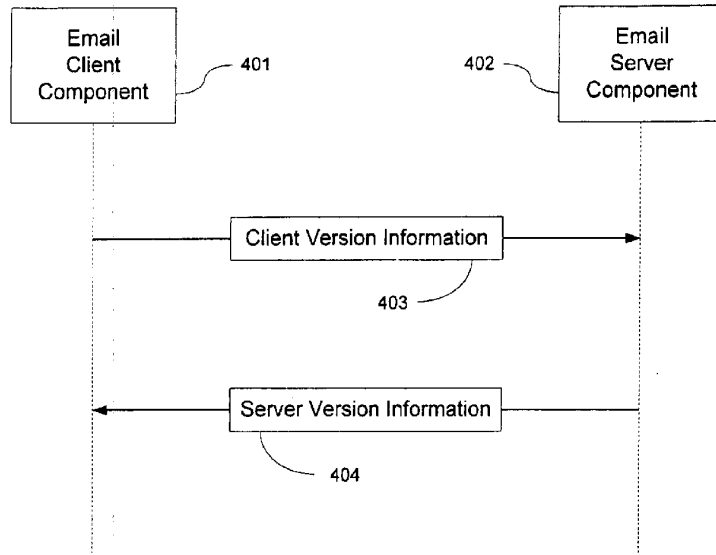 Email
Client
Component
401
Email
Server
Component
402
Client Version Information
403
Server Version Information
404